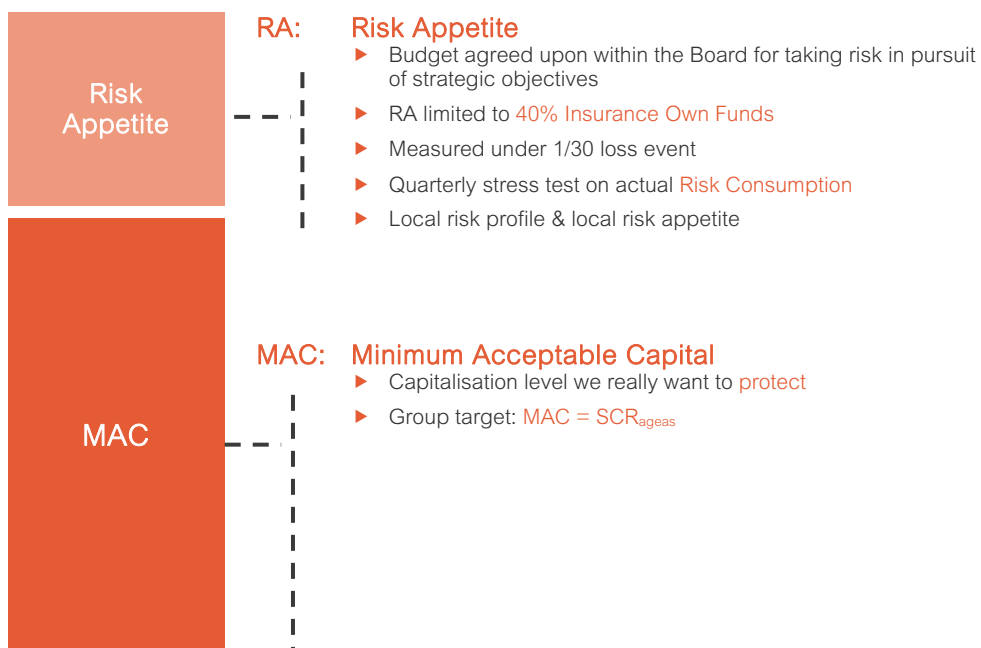 Risk
Appetite
RA: Risk Appetite
Budget agreed upon within the Board for taking risk in pursuit
of strategic objectives
RA limited to 40% Insurance Own Funds
Measured under 1/30 loss event
Quarterly stress test on actual Risk Consumption
Local risk profile & local risk appetite
MAC
MAC: Minimum Acceptable Capital
Capitalisation level we really want to protect
Group target: MAC = SCRageas